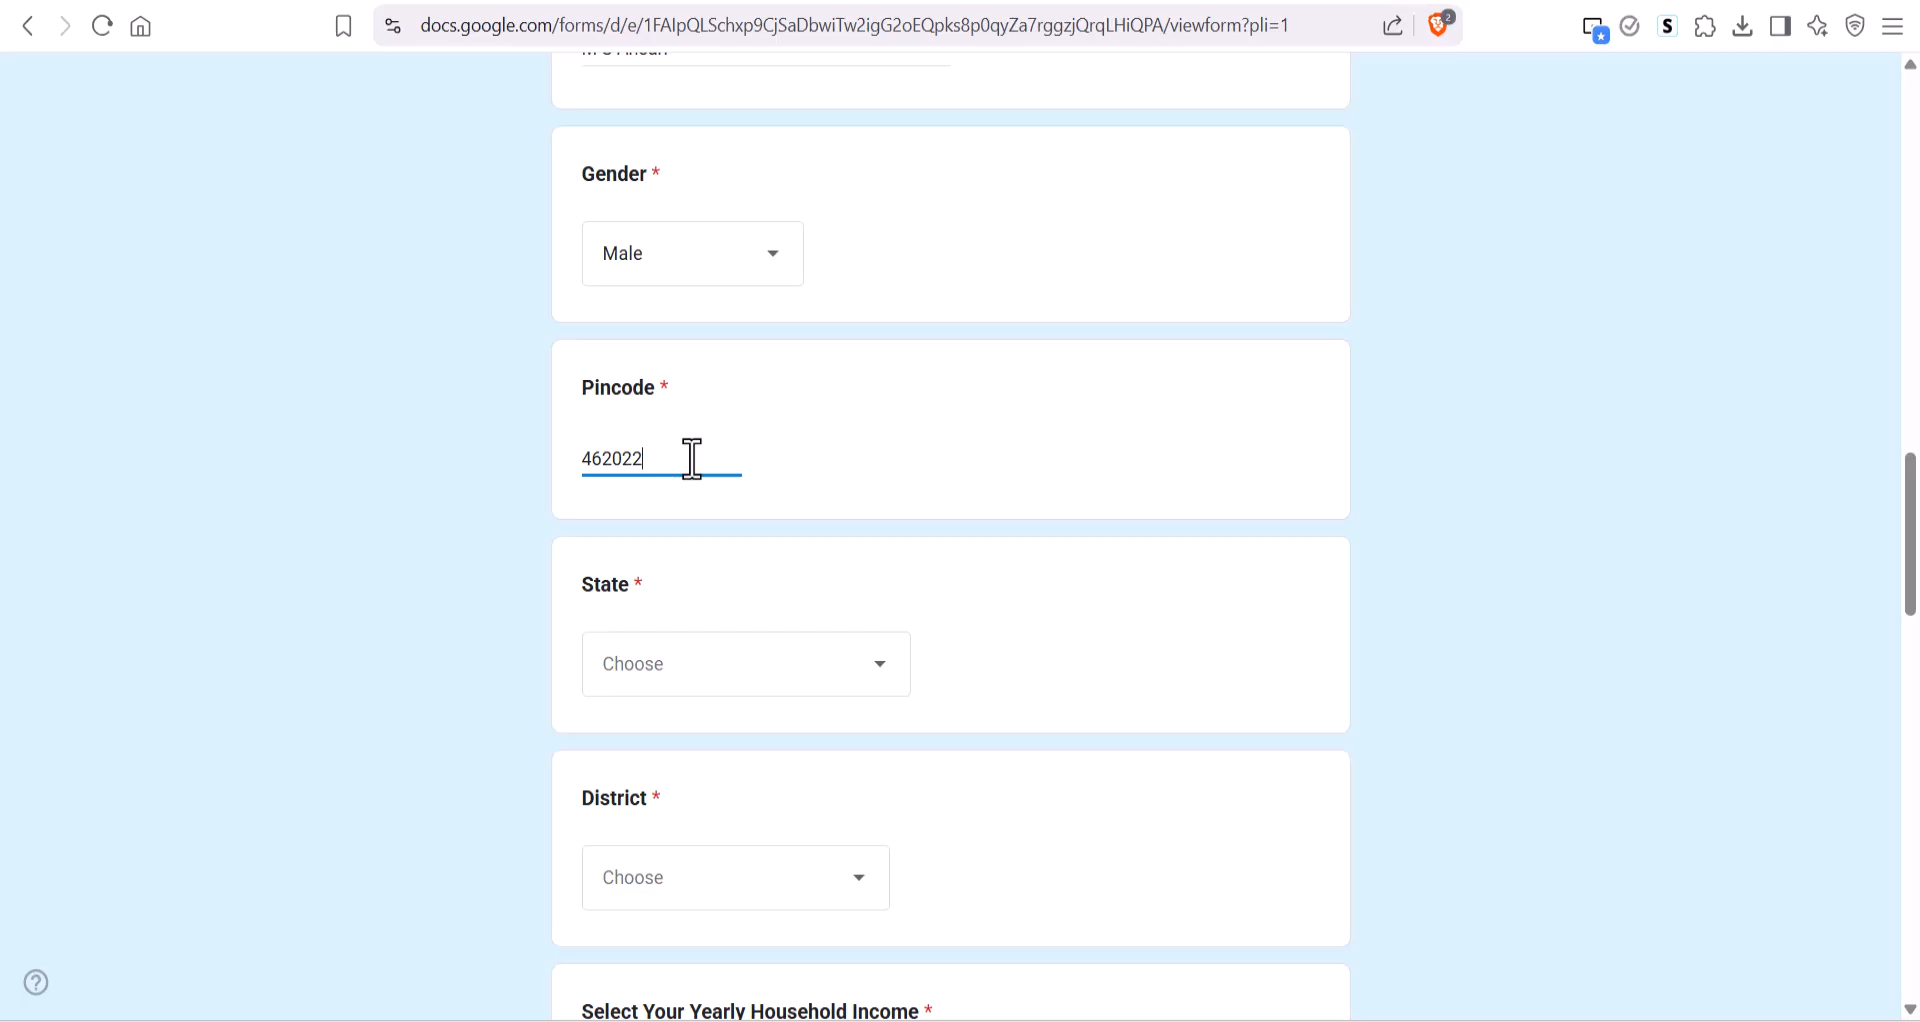 docs.google.com/forms/d/e/1FAIpQLSchxp9CjSaDbwiTw2igG2oEQpks8p0qyZa7rggzjQrqLHiQPA/viewform?pli=1
2
S
Gender *
Male
Pincode *
462022
State *
Choose
District *
Choose
Select Your Yearly Household Income *